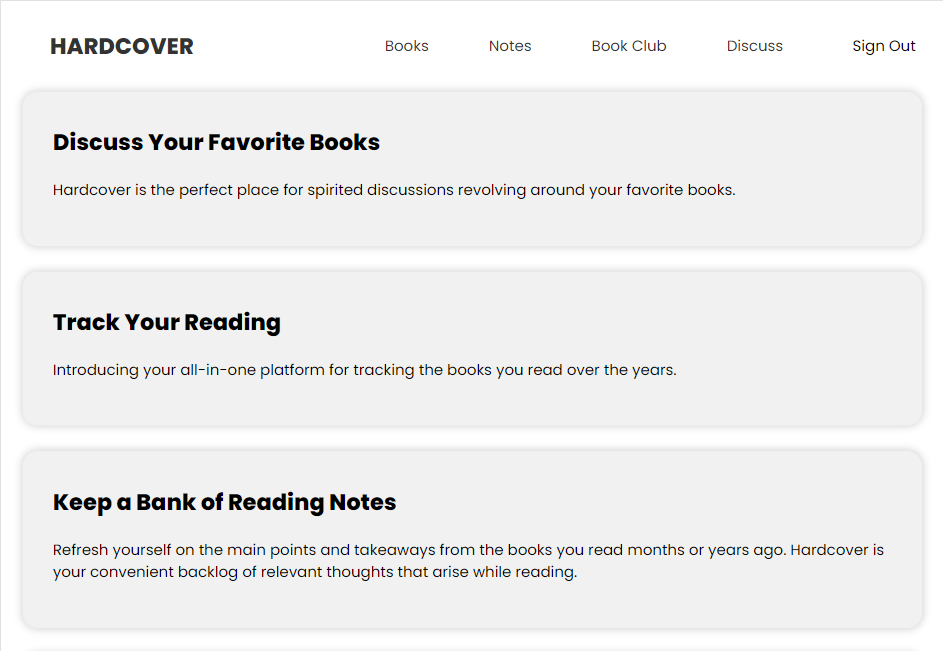 HARDCOVER
Books
Notes
Book Club
Discuss
Sign Out
Discuss Your Favorite Books
Hardcover is the perfect place for spirited discussions revolving around your favorite books.
Track Your Reading
Introducing your all-in-one platform for tracking the books you read over the years.
Keep a Bank of Reading Notes
Refresh yourself on the main points and takeaways from the books you read months or years ago. Hardcover is
your convenient backlog of relevant thoughts that arise while reading.